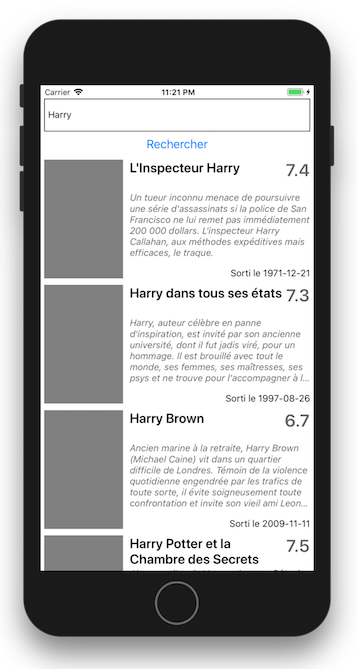 Carrier 11:21 PM
Harry
Rechercher
L'Inspecteur Harry 7.4
Un tueur inconnu menace de poursuivre
une série d'assassinats si la police de San
Francisco ne lui remet pas immédiatement
200 000 dollars. L'inspecteur Harry
Callahan, aux méthodes expéditives mais
efficaces, le traque.
Sorti le 1971-12-21
Harry dans tous ses états 7.3
Harry, auteur célèbre en panne
d'inspiration, est invité par son ancienne
université, dont il fut jadis viré, pour un
hommage. Il est brouillé avec tout le
monde, ses femmes, ses maîtresses, ses
psys et ne trouve pour l'accompagner à l...
Sorti le 1997-08-26
Harry Brown 6.7
Ancien marine à la retraite, Harry Brown
(Michael Caine) vit dans un quartier
difficile de Londres. Témoin de la violence
quotidienne engendrée par les trafics de
toute sorte, il évite soigneusement toute
confrontation et invite son vieil ami Leon...
Sorti le 2009-11-11
Harry Potter et la 7.5
Chambre des Secrets